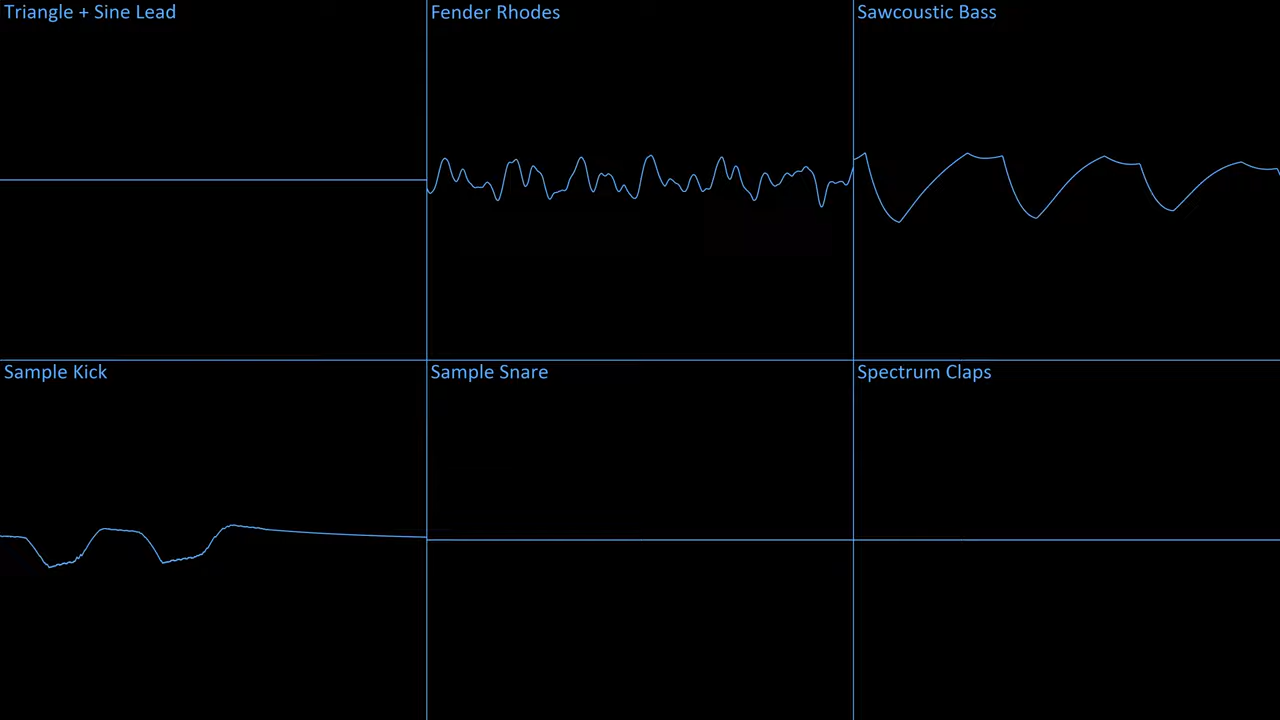 Triangle + Sine Lead
Fender Rhodes
Sawcoustic Bass
Sample Kick
Sample Snare
Spectrum Claps